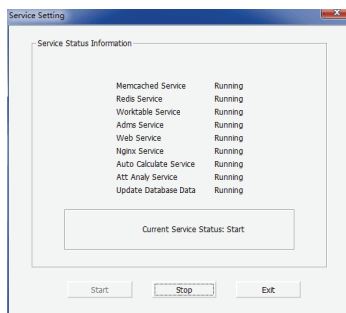 Service Setting
Service Status Information
Memcached Service Running
Redis Service Running
Worktable Service Running
Adms Service Running
Web Service Running
Nginx Service Running
Auto Calculate Service Running
Att Analy Service Running
Update Database Data Running
Current Service Status: Start
Start Stop Exit